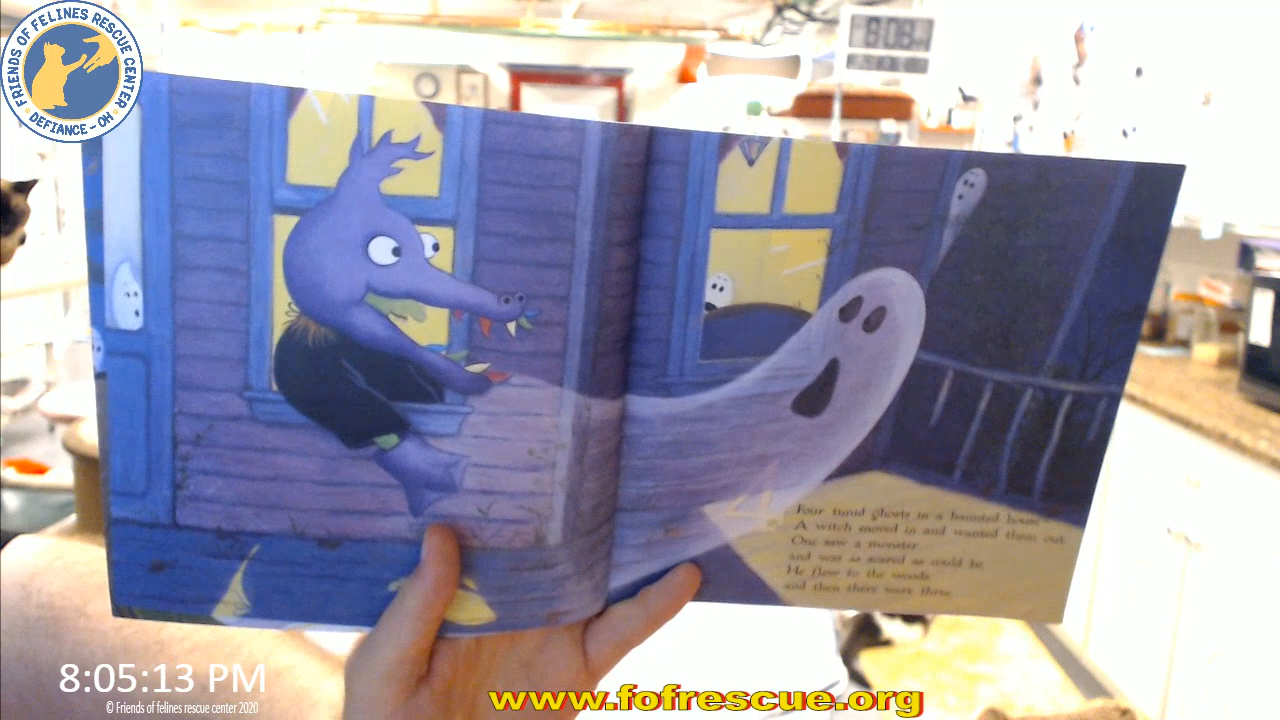 FRIENDS OF FELINES RESCUE CENTER
DEFIANCE - OH
4
Four timid ghosts in a haunted house
A witch moved in and wanted them out.
One saw a monster
and was as scared as could be.
He flew to the woods
and then there were three.
8:05:13 PM
© Friends of felines rescue center 2020
www.fofrescue.org